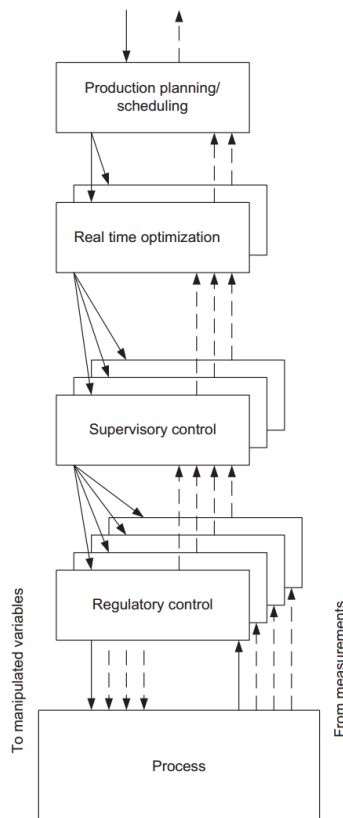 Production planning/
scheduling
Real time optimization
Supervisory control
Regulatory control
To manipulated variables
From measurements
Process